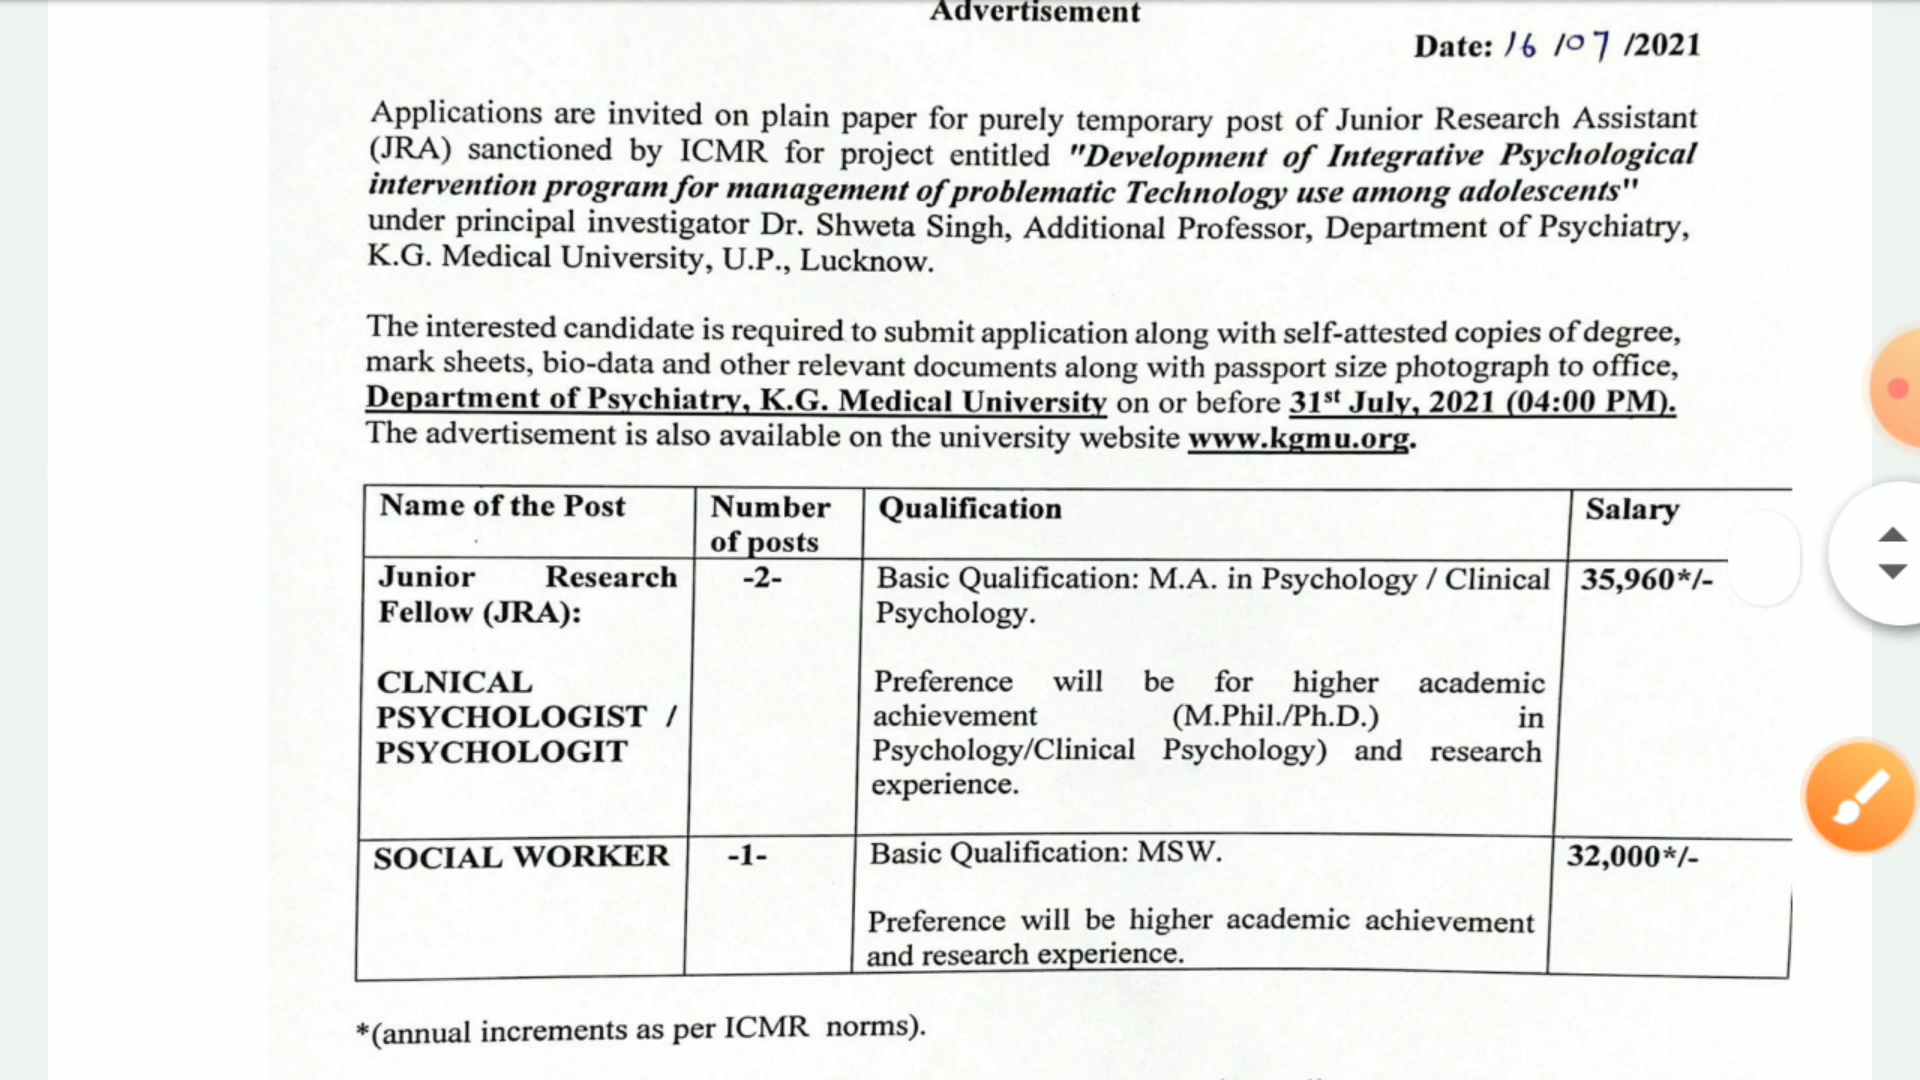 Advertisement
Date: 16 /07 /2021
Applications are invited on plain paper for purely temporary post of Junior Research Assistant
(JRA) sanctioned by ICMR for project entitled "Development of Integrative Psychological
intervention program for management of problematic Technology use among adolescents"
under principal investigator Dr. Shweta Singh, Additional Professor, Department of Psychiatry,
K.G. Medical University, U.P., Lucknow.
The interested candidate is required to submit application along with self-attested copies of degree,
mark sheets, bio-data and other relevant documents along with passport size photograph to office,
Department of Psychiatry, K.G. Medical University on or before 31st July, 2021 (04:00 PM).
The advertisement is also available on the university website www.kgmu.org.
Name of the Post
Number
of posts
Qualification
Salary
Junior Research
Fellow (JRA):
CLNICAL
PSYCHOLOGIST /
PSYCHOLOGIT
-2-
Basic Qualification: M.A. in Psychology / Clinical
Psychology.
Preference will be for higher academic
achievement (M.Phil./Ph.D.) in
Psychology/Clinical Psychology) and research
experience.
35,960*/-
SOCIAL WORKER
-1-
Basic Qualification: MSW.
Preference will be higher academic achievement
and research experience.
32,000*/-
*(annual increments as per ICMR norms).